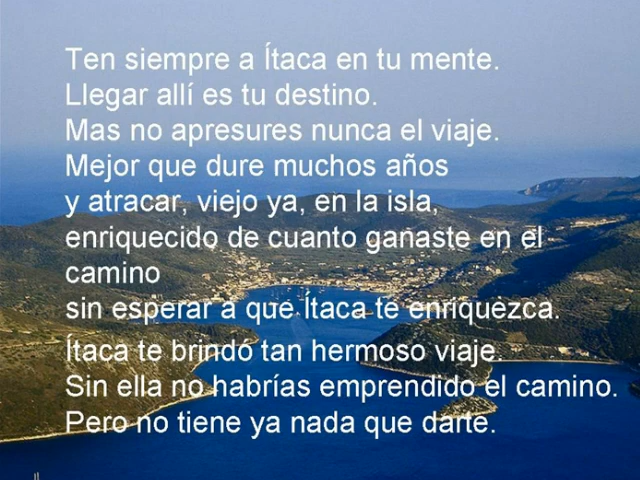 Ten siempre a Ítaca en tu mente.
Llegar allí es tu destino.
Mas no apresures nunca el viaje.
Mejor que dure muchos años
y atracar, viejo ya, en la isla,
enriquecido de cuanto ganaste en el
camino
sin esperar a que Ítaca te enriquezca.
Ítaca te brindó tan hermoso viaje.
Sin ella no habrías emprendido el camino.
Pero no tiene ya nada que darte.